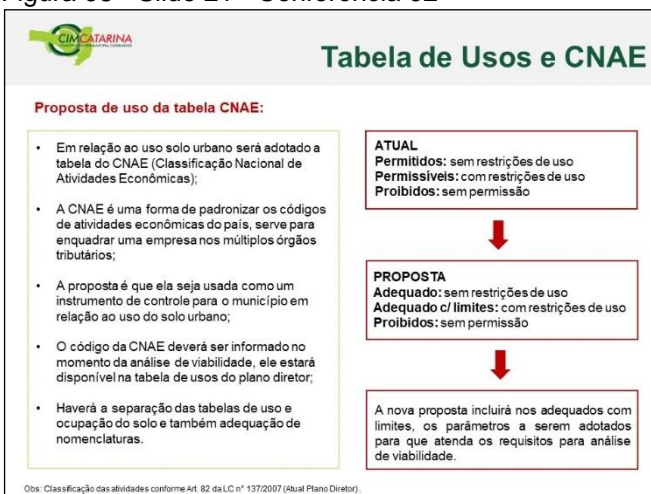 CIMCATARINA
Tabela de Usos e CNAE
Proposta de uso da tabela CNAE:
• Em relação ao uso solo urbano será adotado a
tabela do CNAE (Classificação Nacional de
Atividades Econômicas);
• A CNAE é uma forma de padronizar os códigos
de atividades econômicas do país, serve para
enquadrar uma empresa nos múltiplos órgãos
tributários;
• A proposta é que ela seja usada como um
instrumento de controle para o município em
relação ao uso do solo urbano;
• O código da CNAE deverá ser informado no
momento da análise de viabilidade, ele estará
disponível na tabela de usos do plano diretor;
• Haverá a separação das tabelas de uso e
ocupação do solo e também adequação de
nomenclaturas.
ATUAL
Permitidos: sem restrições de uso
Permissíveis: com restrições de uso
Proibidos: sem permissão
PROPOSTA
Adequado: sem restrições de uso
Adequado c/ limites: com restrições de uso
Proibidos: sem permissão
A nova proposta incluirá nos adequados com
limites, os parâmetros a serem adotados
para que atenda os requisitos para análise
de viabilidade.
Obs: Classificação das atividades conforme Art. 82 da LC n° 137/2007 (Atual Plano Diretor).